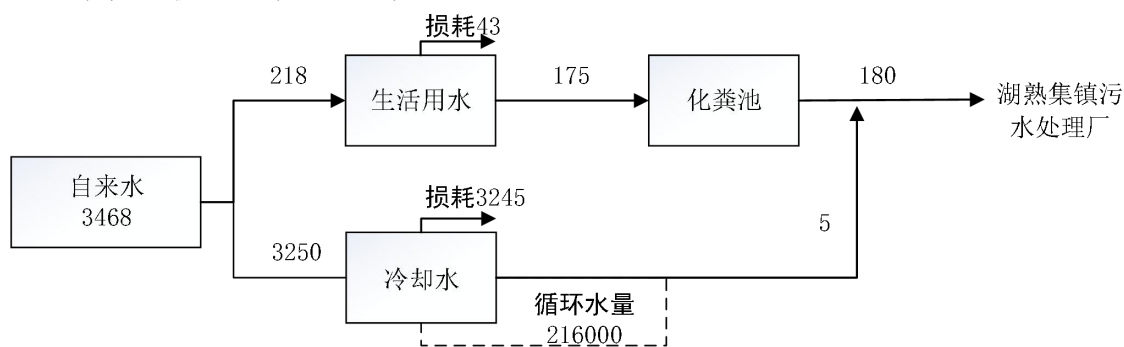 损耗43
218
生活用水
175
化粪池
180
湖熟集镇污
水处理厂
自来水
3468
损耗3245
3250
冷却水
5
循环水量
216000